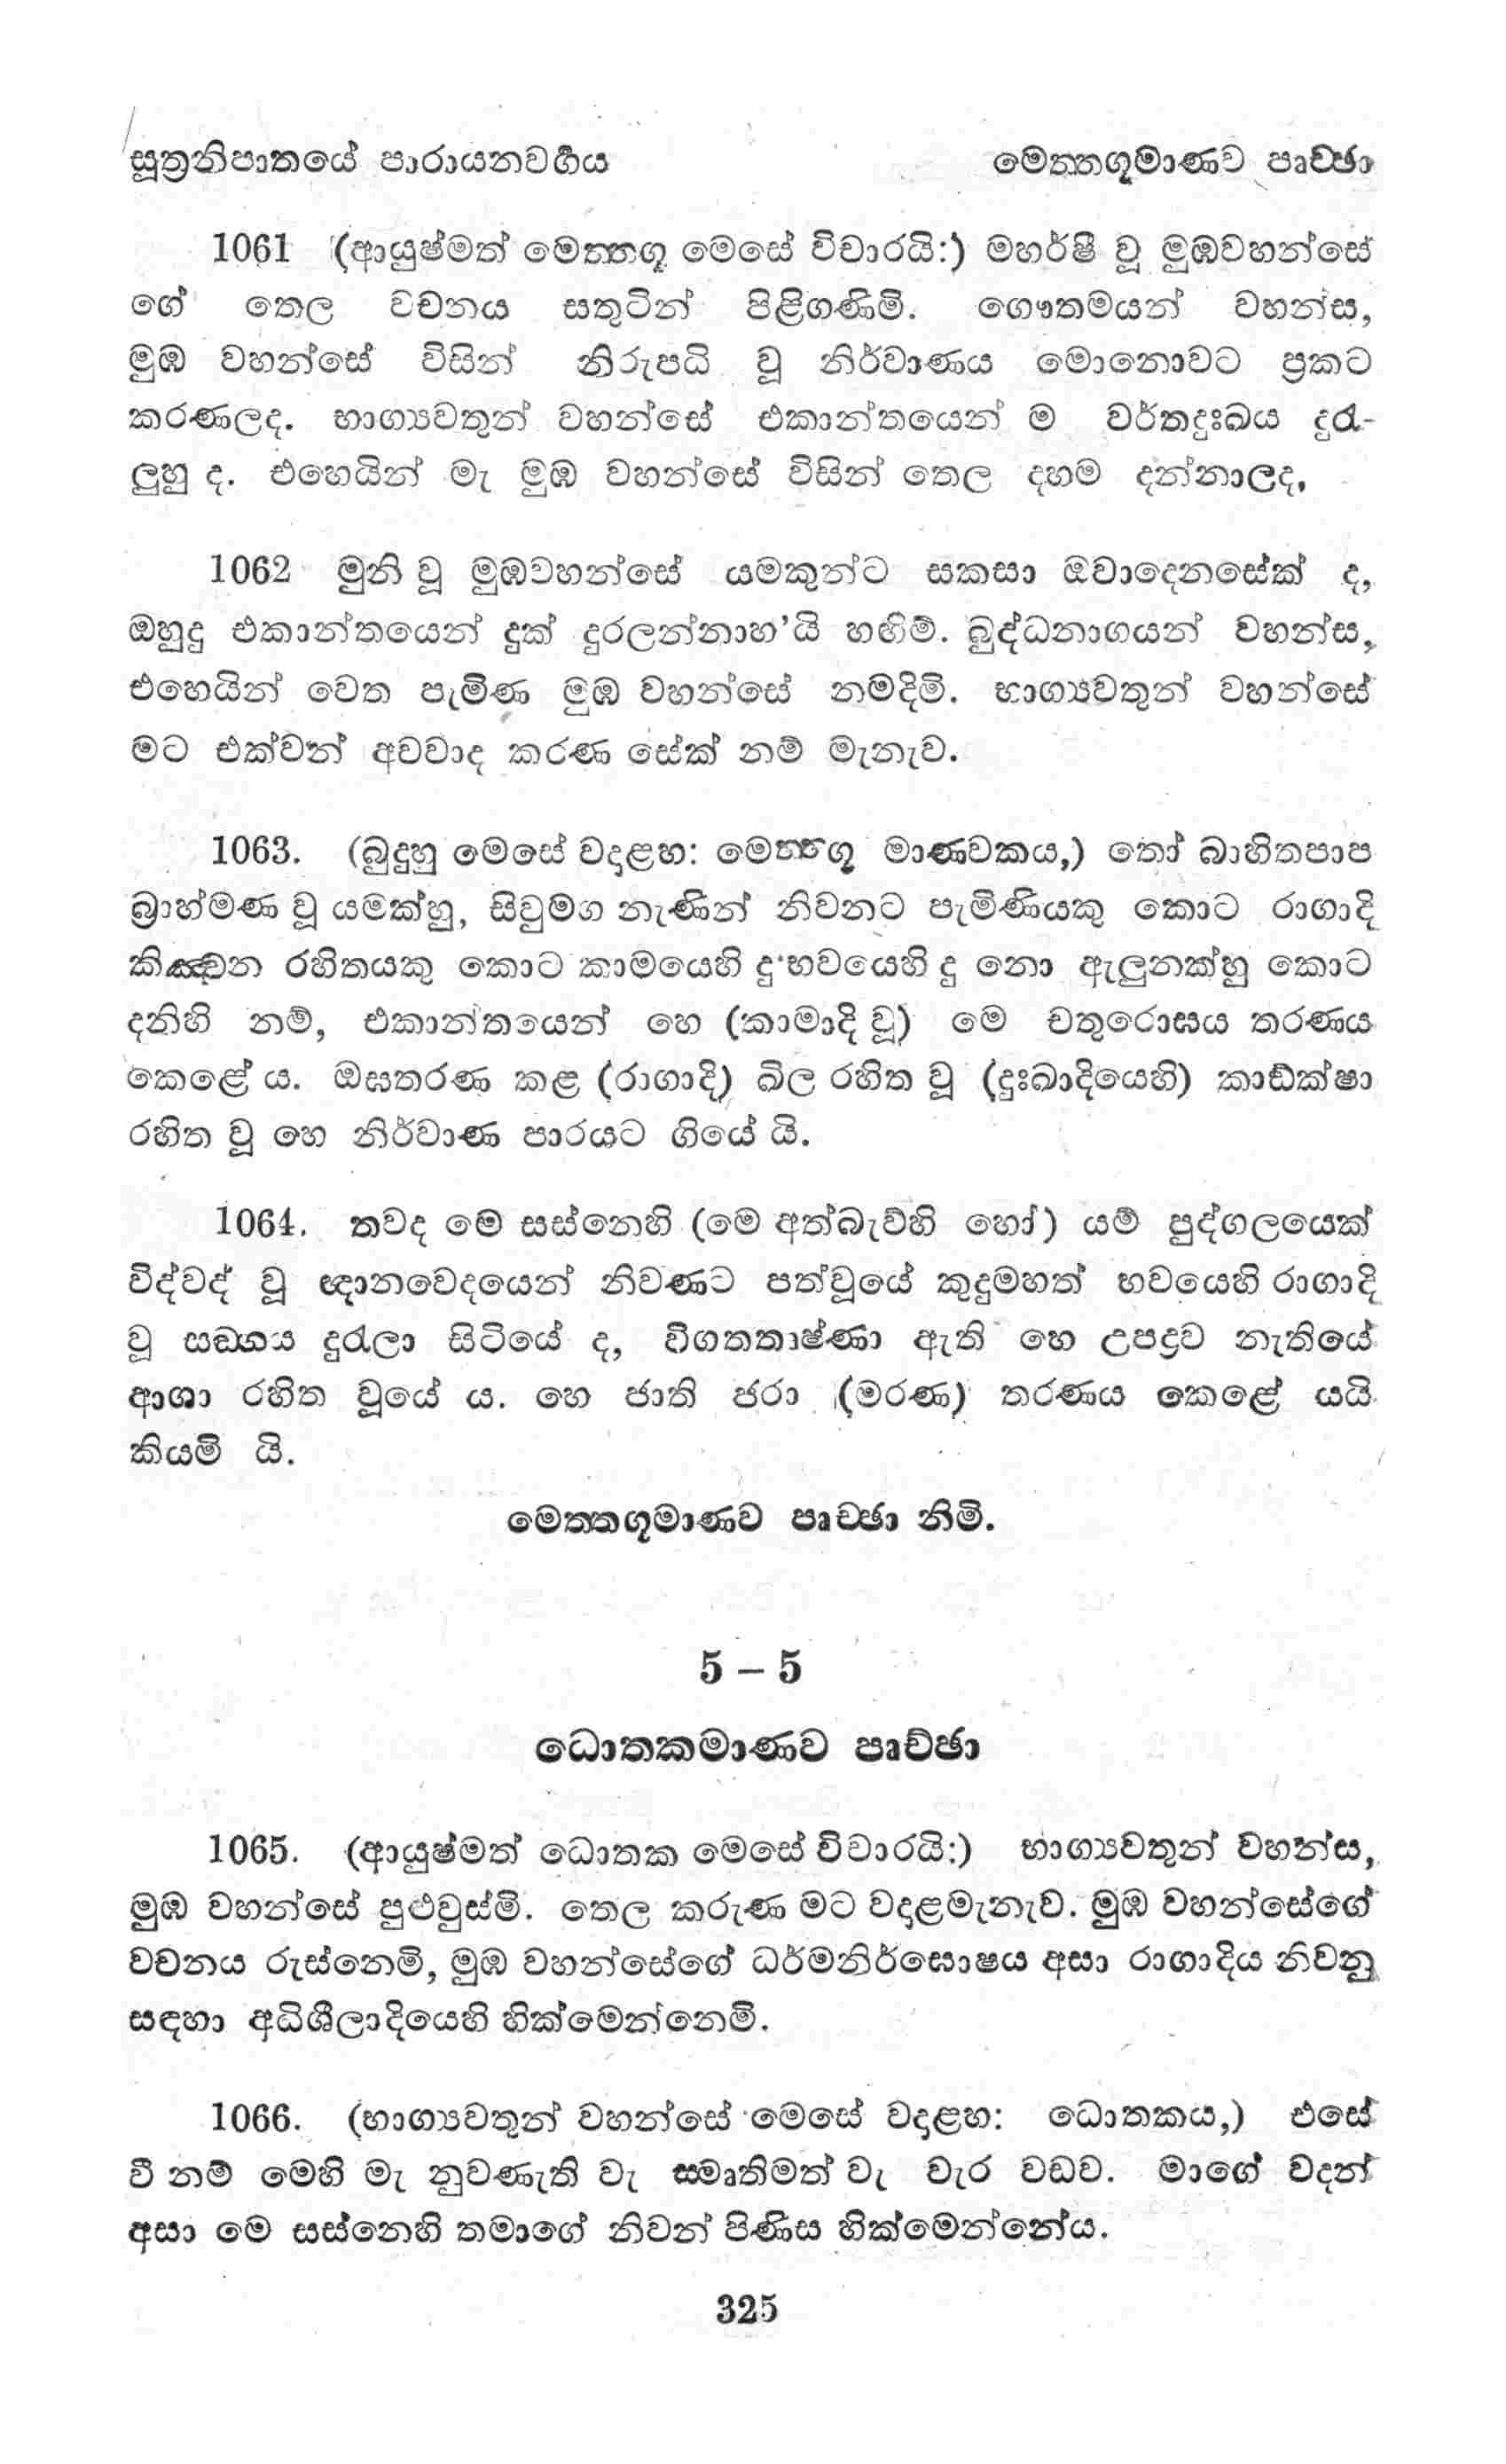 සූත්‍රනිපාතයේ පාරායනවර්ගය මෙත්තගූමාණව පෘච්ඡා
1061 (ආයුෂ්මත් මෙත්තගූ මෙසේ විචාරයි:) මහර්ෂී වූ මුඹවහන්සේ
ගේ තෙල වචනය සතුටින් පිළිගණිමි. ගෞතමයන් වහන්ස,
මුඹ වහන්සේ විසින් නිරුපධි වූ නිර්වාණය මොනොවට ප්‍රකට
කරණලද. භාග්‍යවතුන් වහන්සේ එකාන්තයෙන් ම වර්තදුඃඛය දුරැ-
ලුහු ද. එහෙයින් මැ මුඹ වහන්සේ විසින් තෙල දහම දන්නාලද,
1062 මුනි වූ මුඹවහන්සේ යමකුන්ට සකසා ඔවාදෙනසේක් ද,
ඔහුදු එකාන්තයෙන් දුක් දුරලන්නාහ'යි හඟිම්. බුද්ධනාගයන් වහන්ස,
එහෙයින් වෙත පැමිණ මුඹ වහන්සේ නමදිමි. භාග්‍යවතුන් වහන්සේ
මට එක්වන් අවවාද කරණ සේක් නම් මැනැව.
1063. (බුදුහු මෙසේ වදාළහ: මෙත්තගූ මාණවකය,) තෝ බාහිතපාප
බ්‍රාහ්මණ වූ යමක්හු, සිවුමග නැණින් නිවනට පැමිණියකු කොට රාගාදි
කිඤ්චන රහිතයකු කොට කාමයෙහි දු භවයෙහි දු නො ඇලුනක්හු කොට
දනිහි නම්, එකාන්තයෙන් හෙ (කාමාදි වූ) මෙ චතුරොඝය තරණය
කෙළේ ය. ඔඝතරණ කළ (රාගාදි) ඛිල රහිත වූ (දුඃඛාදියෙහි) කාඞ්ක්ෂා
රහිත වූ හෙ නිර්වාණ පාරයට ගියේ යි.
1064. තවද මෙ සස්නෙහි (මෙ අත්බැව්හි හෝ) යම් පුද්ගලයෙක්
විද්වද් වූ ඥානවෙදයෙන් නිවණට පත්වූයේ කුදුමහත් භවයෙහි රාගාදි
වූ සඞ්ගය දුරැලා සිටියේ ද, විගතතෘෂ්ණා ඇති හෙ උපද්‍රව නැතියේ
ආශා රහිත වූයේ ය. හෙ ජාති ජරා (මරණ) තරණය කෙළේ යයි
කියමි යි.
මෙත්තගූමාණව පෘච්ඡා නිමි.
5 – 5
ධොතකමාණව පෘච්ඡා
1065. (ආයුෂ්මත් ධොතක මෙසේ විචාරයි:) භාග්‍යවතුන් වහන්ස,
මුඹ වහන්සේ පුළුවුස්මි. තෙල කරුණ මට වදාළමැනැව. මුඹ වහන්සේගේ
වචනය රුස්නෙමි, මුඹ වහන්සේගේ ධර්මනිර්ඝොෂය අසා රාගාදිය නිවනු
සඳහා අධිශීලාදියෙහි හික්මෙන්නෙමි.
1066. (භාග්‍යවතුන් වහන්සේ මෙසේ වදාළහ: ධොතකය,) එසේ
වී නම් මෙහි මැ නුවණැති වැ සමෘතිමත් වැ වැර වඩව. මාගේ වදන්
අසා මෙ සස්නෙහි තමාගේ නිවන් පිණිස හික්මෙන්නේය.
325